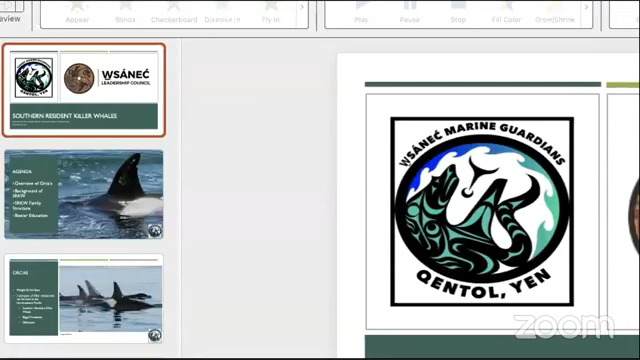 Appear
Blinds
Checkerboard
Dissolve In
Fly In
Play
Pause
Stop
Fill Color
Grow/Shrink
W̱SÁNEĆ
LEADERSHIP COUNCIL
SOUTHERN RESIDENT KILLER WHALES
AGENDA
• Overview of Orca's
• Background of SRKW
• SRKW Family Structure
• Boater Education
ORCAS
W̱SÁNEĆ MARINE GUARDIANS
QENTOL, YEN
zoom